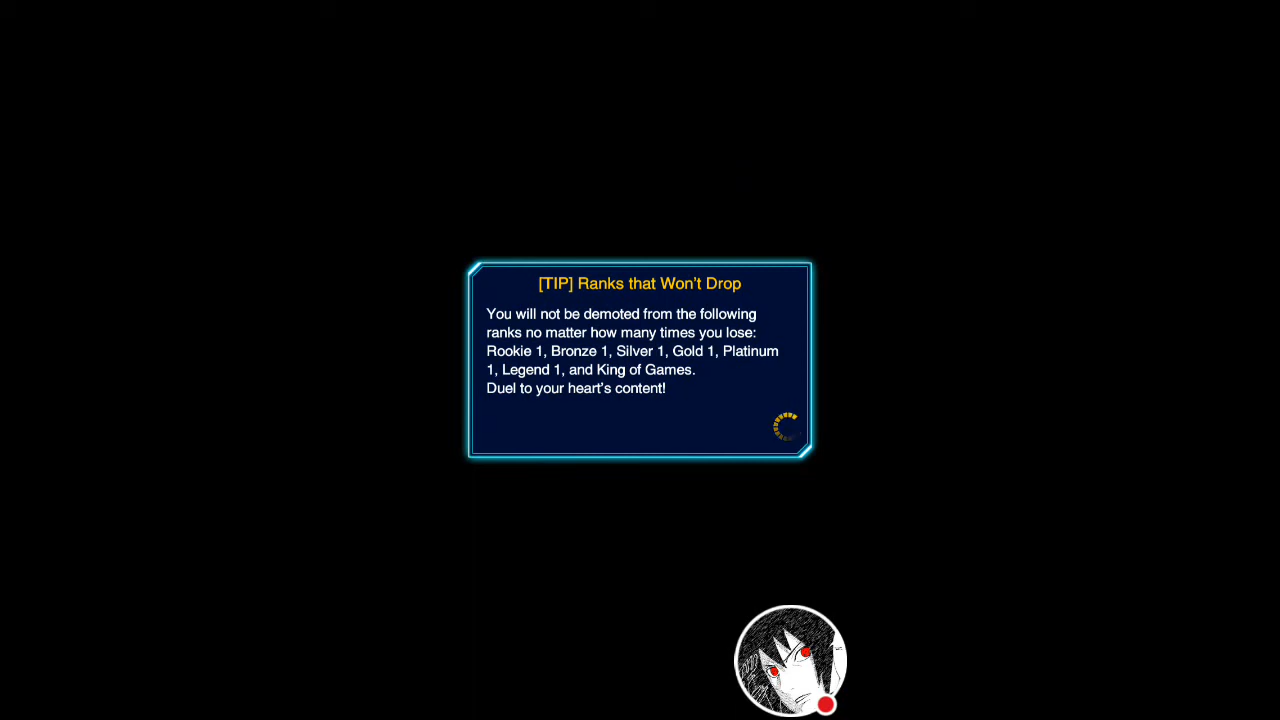 [TIP] Ranks that Won't Drop
You will not be demoted from the following
ranks no matter how many times you lose:
Rookie 1, Bronze 1, Silver 1, Gold 1, Platinum
1, Legend 1, and King of Games.
Duel to your heart's content!